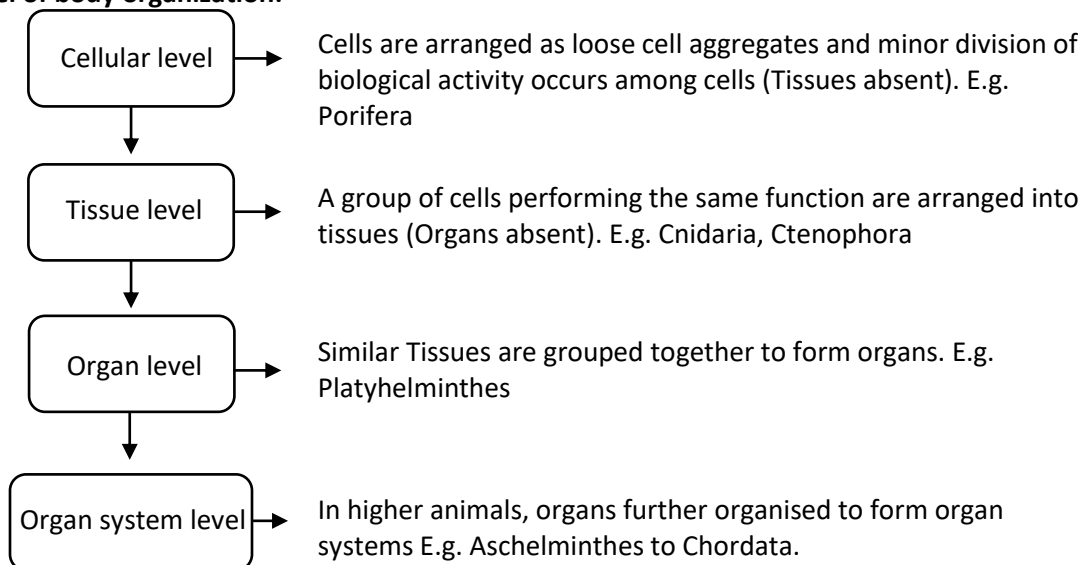 of body organization:
Cellular level
Cells are arranged as loose cell aggregates and minor division of
biological activity occurs among cells (Tissues absent). E.g.
Porifera
Tissue level
A group of cells performing the same function are arranged into
tissues (Organs absent). E.g. Cnidaria, Ctenophora
Organ level
Similar Tissues are grouped together to form organs. E.g.
Platyhelminthes
Organ system level
In higher animals, organs further organised to form organ
systems E.g. Aschelminthes to Chordata.